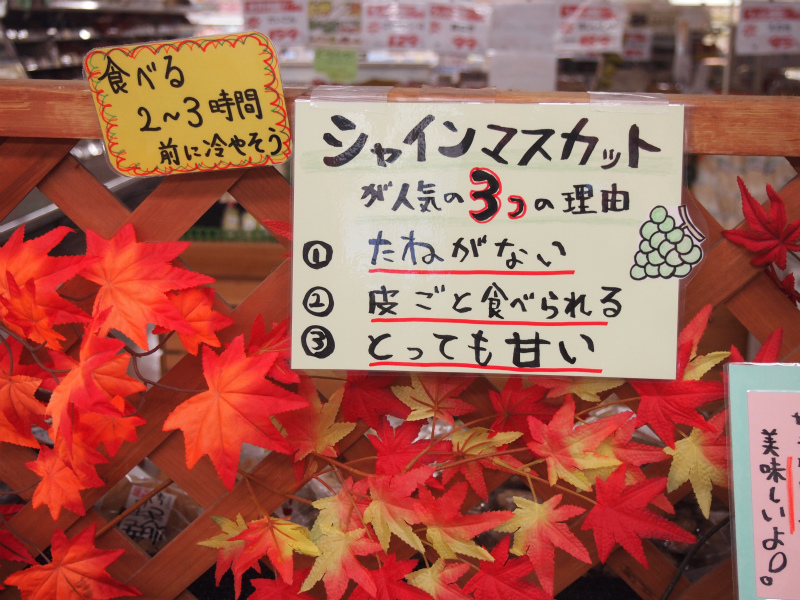 食べる
2～3時間
前に冷やそう
シャインマスカット
が人気の3つの理由
① たねがない
② 皮ごと食べられる
③ とっても甘い
美味しいよ。